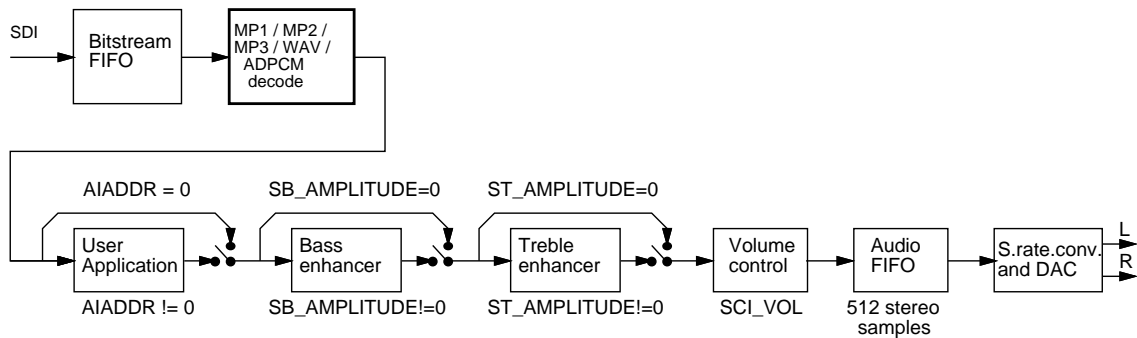 SDI
Bitstream
FIFO
MP1 / MP2 /
MP3 / WAV /
ADPCM
decode
AIADDR = 0
SB_AMPLITUDE=0
ST_AMPLITUDE=0
User
Application
Bass
enhancer
Treble
enhancer
Volume
control
Audio
FIFO
S.rate.conv.
and DAC
L
R
AIADDR != 0
SB_AMPLITUDE!=0
ST_AMPLITUDE!=0
SCI_VOL
512 stereo
samples